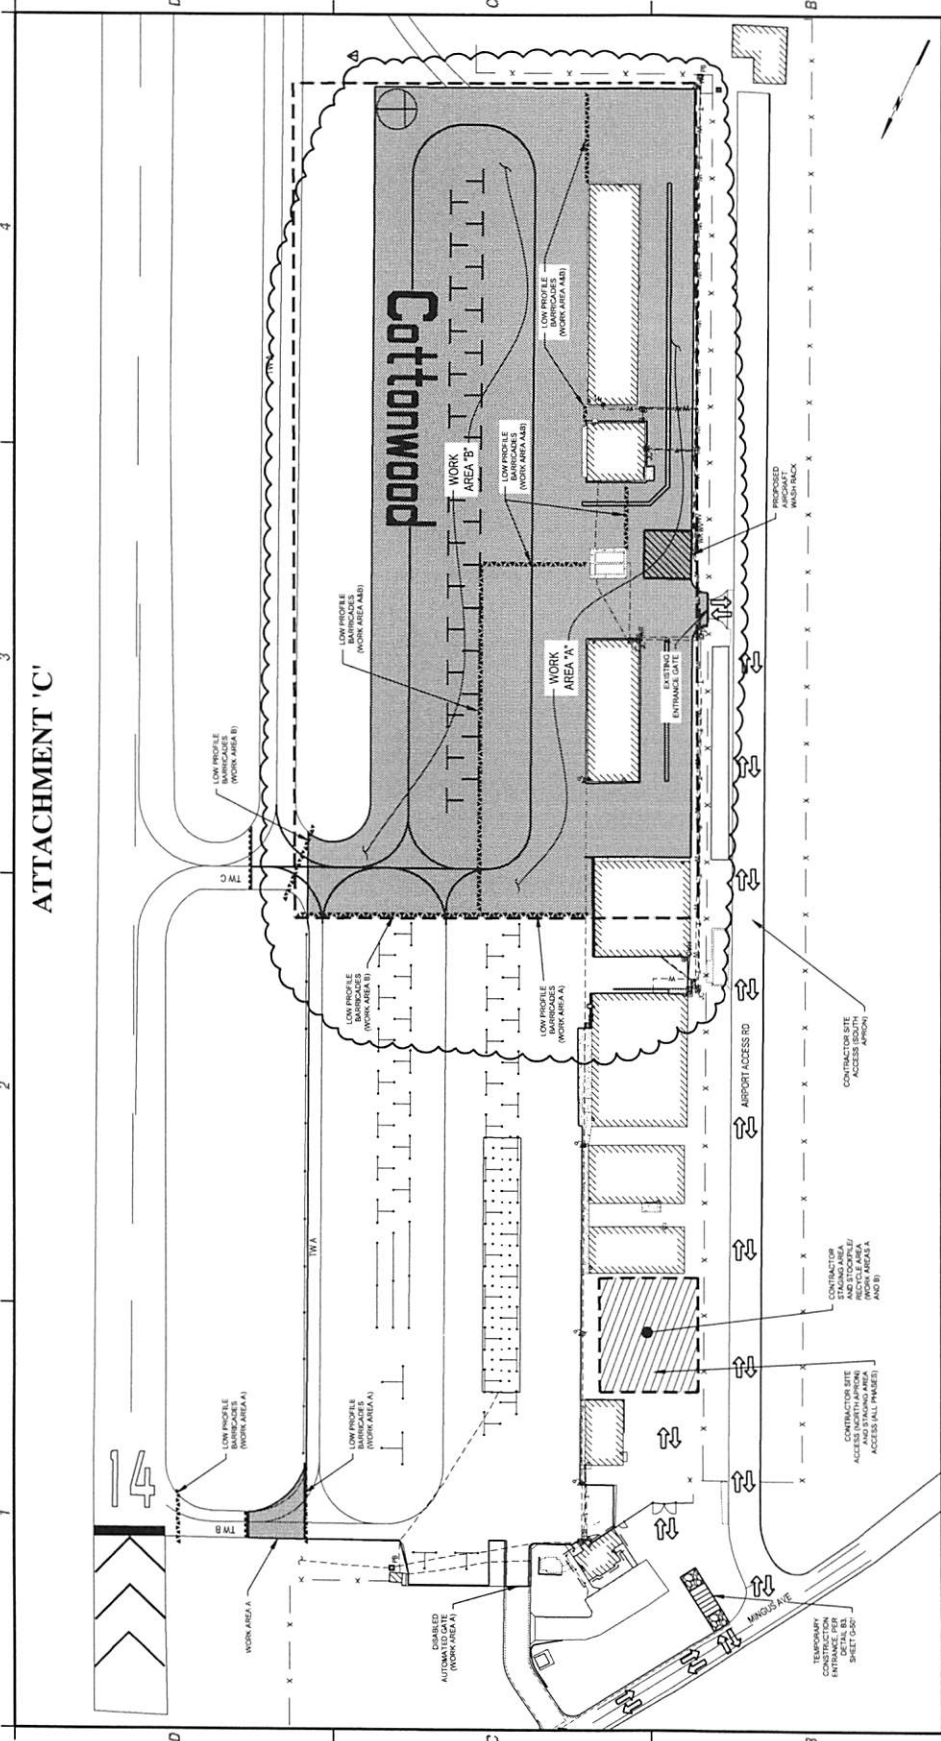 ATTACHMENT 'C'
D
C
B
4
3
2
1
D
C
B
Cottonwood
14
LOW PROFILE
BARRICADES
(WORK AREA A&B)
WORK
AREA "B"
LOW PROFILE
BARRICADES
(WORK AREA A&B)
LOW PROFILE
BARRICADES
(WORK AREA A&B)
PROPOSED
AIRCRAFT
WASH RACK
WORK
AREA "A"
EXISTING
ENTRANCE GATE
LOW PROFILE
BARRICADES
(WORK AREA B)
TW C
LOW PROFILE
BARRICADES
(WORK AREA B)
LOW PROFILE
BARRICADES
(WORK AREA A)
AIRPORT ACCESS RD
CONTRACTOR SITE
ACCESS (SOUTH
APRON)
TW A
CONTRACTOR
STAGING AREA
AND STOCKPILE/
RECYCLE AREA
(WORK AREAS A
AND B)
CONTRACTOR SITE
ACCESS (NORTH APRON)
AND STAGING AREA
ACCESS (ALL PHASES)
LOW PROFILE
BARRICADES
(WORK AREA A)
LOW PROFILE
BARRICADES
(WORK AREA A)
TW B
WORK AREA A
DISABLED
AUTOMATED GATE
(WORK AREA A)
MINGUS AVE
TEMPORARY
CONSTRUCTION
ENTRANCE, PER
DETAIL B3,